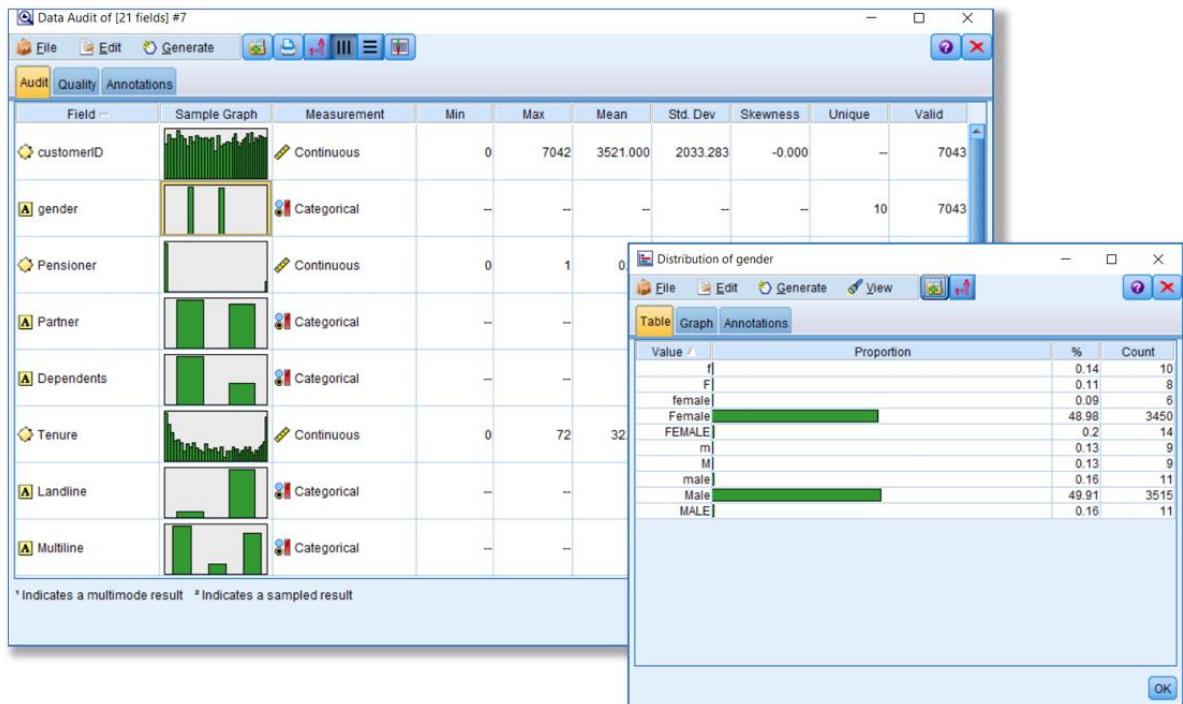 Data Audit of [21 fields] #7
File Edit Generate
Audit Quality Annotations
Field Sample Graph Measurement Min Max Mean Std. Dev Skewness Unique Valid
customerID Continuous 0 7042 3521.000 2033.283 -0.000 -- 7043
A gender Categorical -- -- -- -- -- 10 7043
Pensioner Continuous 0 1 0.
A Partner Categorical -- --
A Dependents Categorical -- --
Tenure Continuous 0 72 32.
A Landline Categorical -- --
A Multiline Categorical -- --
¹ Indicates a multimode result ² Indicates a sampled result
Distribution of gender
File Edit Generate View
Table Graph Annotations
Value Proportion % Count
f 0.14 10
F 0.11 8
female 0.09 6
Female 48.98 3450
FEMALE 0.2 14
m 0.13 9
M 0.13 9
male 0.16 11
Male 49.91 3515
MALE 0.16 11
OK